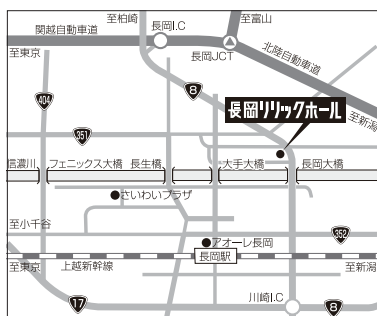 至柏崎
至富山
長岡I.C
関越自動車道
長岡JCT
至東京
北陸自動車道
8
404
長岡リリックホール
至新潟
351
信濃川
フェニックス大橋
長生橋
大手大橋
長岡大橋
さいわいプラザ
至小千谷
352
アオーレ長岡
長岡駅
至東京
上越新幹線
至新潟
17
川崎I.C
8